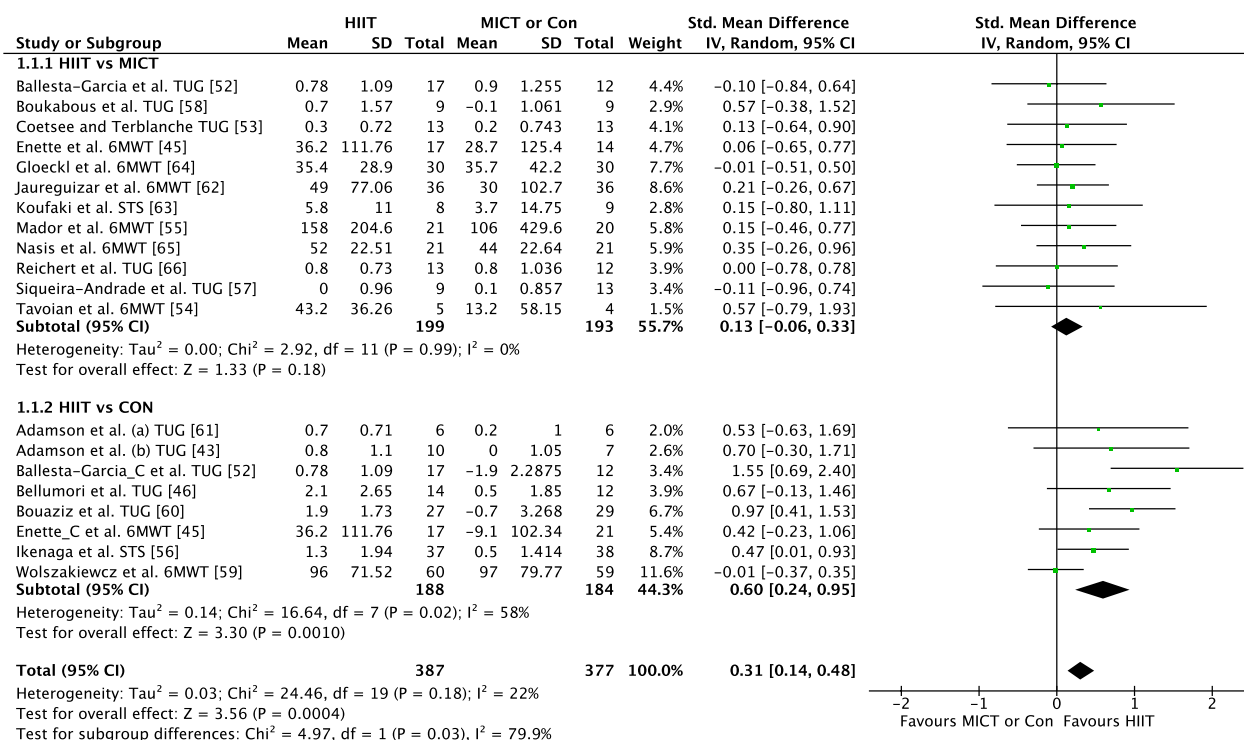 HIIT MICT or Con Std. Mean Difference Std. Mean Difference
Study or Subgroup Mean SD Total Mean SD Total Weight IV, Random, 95% CI IV, Random, 95% CI
1.1.1 HIIT vs MICT
Ballesta-Garcia et al. TUG [52] 0.78 1.09 17 0.9 1.255 12 4.4% -0.10 [-0.84, 0.64]
Boukabous et al. TUG [58] 0.7 1.57 9 -0.1 1.061 9 2.9% 0.57 [-0.38, 1.52]
Coetsee and Terblanche TUG [53] 0.3 0.72 13 0.2 0.743 13 4.1% 0.13 [-0.64, 0.90]
Enette et al. 6MWT [45] 36.2 111.76 17 28.7 125.4 14 4.7% 0.06 [-0.65, 0.77]
Gloeckl et al. 6MWT [64] 35.4 28.9 30 35.7 42.2 30 7.7% -0.01 [-0.51, 0.50]
Jaureguizar et al. 6MWT [62] 49 77.06 36 30 102.7 36 8.6% 0.21 [-0.26, 0.67]
Koufaki et al. STS [63] 5.8 11 8 3.7 14.75 9 2.8% 0.15 [-0.80, 1.11]
Mador et al. 6MWT [55] 158 204.6 21 106 429.6 20 5.8% 0.15 [-0.46, 0.77]
Nasis et al. 6MWT [65] 52 22.51 21 44 22.64 21 5.9% 0.35 [-0.26, 0.96]
Reichert et al. TUG [66] 0.8 0.73 13 0.8 1.036 12 3.9% 0.00 [-0.78, 0.78]
Siqueira-Andrade et al. TUG [57] 0 0.96 9 0.1 0.857 13 3.4% -0.11 [-0.96, 0.74]
Tavoian et al. 6MWT [54] 43.2 36.26 5 13.2 58.15 4 1.5% 0.57 [-0.79, 1.93]
Subtotal (95% CI) 199 193 55.7% 0.13 [-0.06, 0.33]
Heterogeneity: Tau² = 0.00; Chi² = 2.92, df = 11 (P = 0.99); I² = 0%
Test for overall effect: Z = 1.33 (P = 0.18)
1.1.2 HIIT vs CON
Adamson et al. (a) TUG [61] 0.7 0.71 6 0.2 1 6 2.0% 0.53 [-0.63, 1.69]
Adamson et al. (b) TUG [43] 0.8 1.1 10 0 1.05 7 2.6% 0.70 [-0.30, 1.71]
Ballesta-Garcia_C et al. TUG [52] 0.78 1.09 17 -1.9 2.2875 12 3.4% 1.55 [0.69, 2.40]
Bellumori et al. TUG [46] 2.1 2.65 14 0.5 1.85 12 3.9% 0.67 [-0.13, 1.46]
Bouaziz et al. TUG [60] 1.9 1.73 27 -0.7 3.268 29 6.7% 0.97 [0.41, 1.53]
Enette_C et al. 6MWT [45] 36.2 111.76 17 -9.1 102.34 21 5.4% 0.42 [-0.23, 1.06]
Ikenaga et al. STS [56] 1.3 1.94 37 0.5 1.414 38 8.7% 0.47 [0.01, 0.93]
Wolszakiewcz et al. 6MWT [59] 96 71.52 60 97 79.77 59 11.6% -0.01 [-0.37, 0.35]
Subtotal (95% CI) 188 184 44.3% 0.60 [0.24, 0.95]
Heterogeneity: Tau² = 0.14; Chi² = 16.64, df = 7 (P = 0.02); I² = 58%
Test for overall effect: Z = 3.30 (P = 0.0010)
Total (95% CI) 387 377 100.0% 0.31 [0.14, 0.48]
Heterogeneity: Tau² = 0.03; Chi² = 24.46, df = 19 (P = 0.18); I² = 22%
Test for overall effect: Z = 3.56 (P = 0.0004)
Test for subgroup differences: Chi² = 4.97, df = 1 (P = 0.03), I² = 79.9%
-2 -1 0 1 2
Favours MICT or Con Favours HIIT